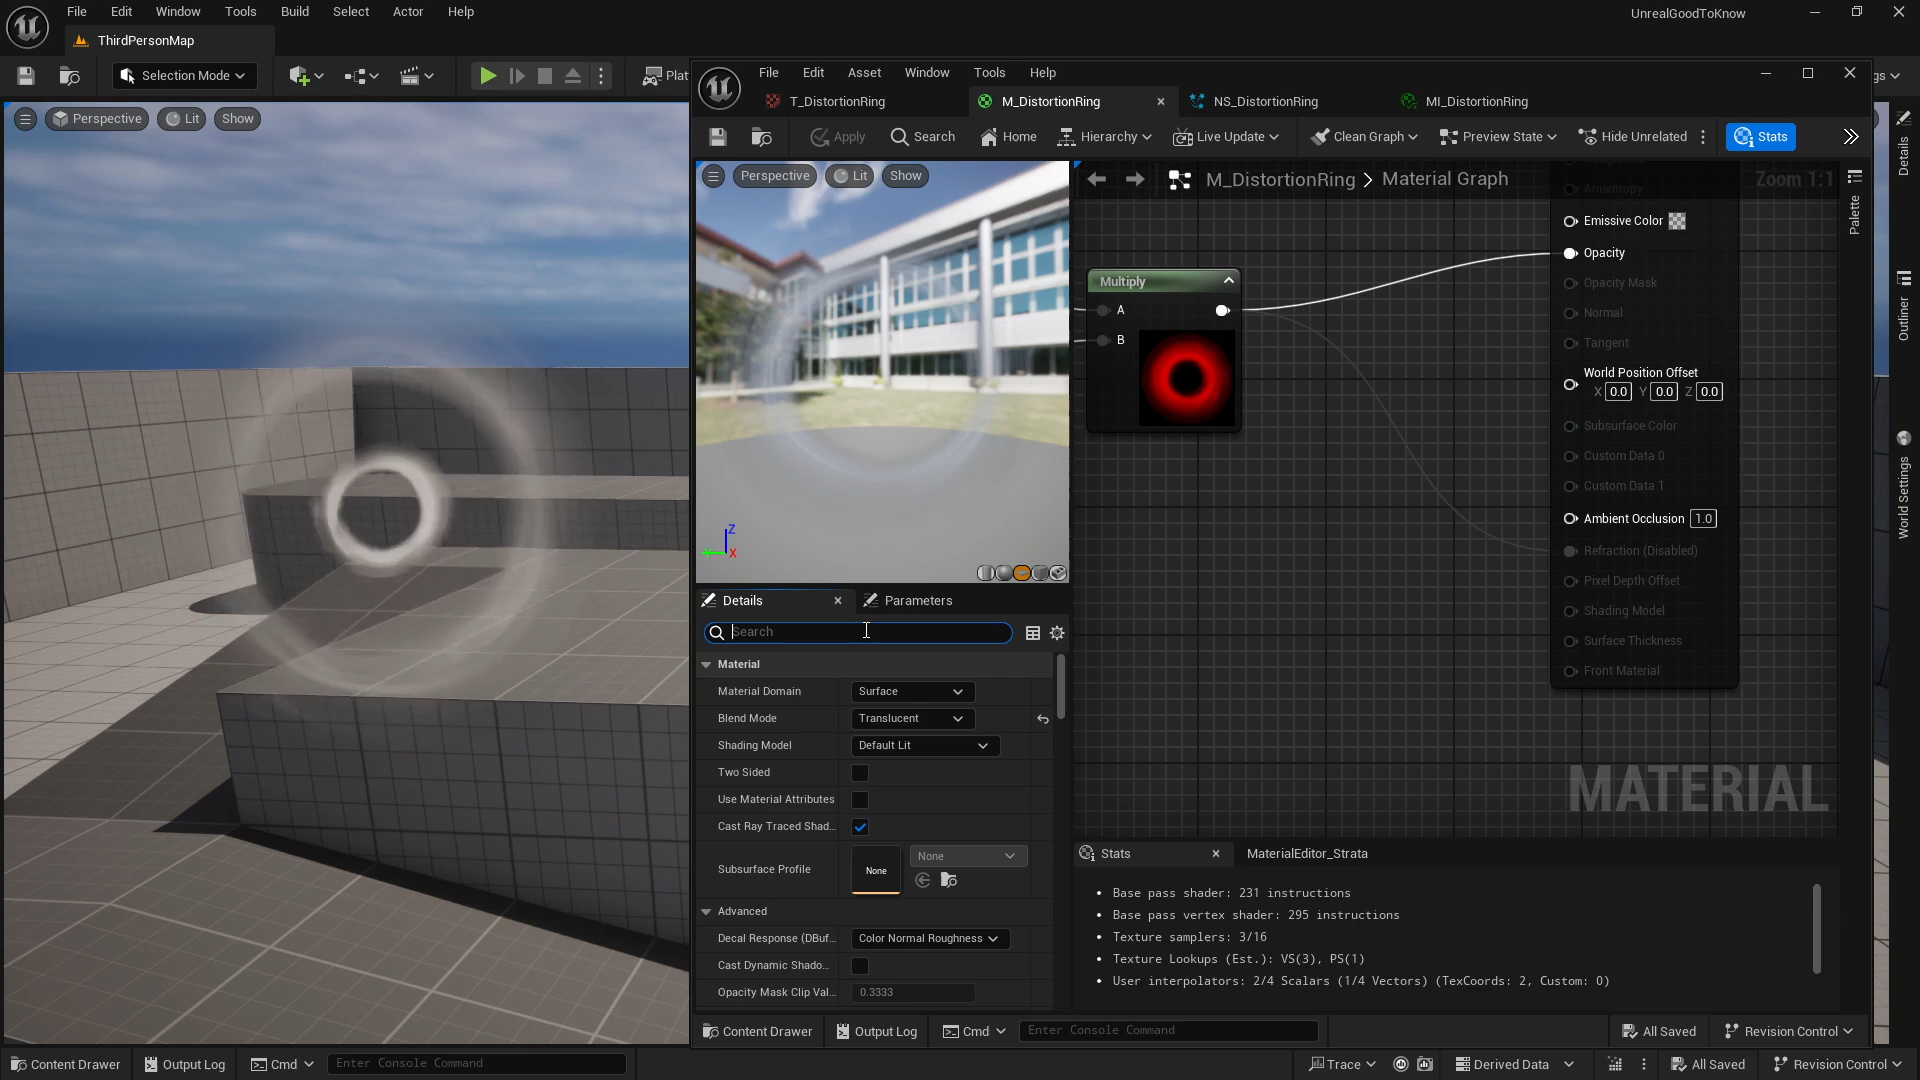 File Edit Window Tools Build Select Actor Help
UnrealGoodToKnow
ThirdPersonMap
Selection Mode
Plat
gs
Perspective Lit Show
File Edit Asset Window Tools Help
T_DistortionRing
M_DistortionRing
NS_DistortionRing
MI_DistortionRing
Apply Search Home Hierarchy Live Update Clean Graph Preview State Hide Unrelated Stats
Perspective Lit Show
Z
X
M_DistortionRing > Material Graph
Zoom 1:1
Multiply
A
B
Anisotropy
Emissive Color
Opacity
Opacity Mask
Normal
Tangent
World Position Offset
X 0.0 Y 0.0 Z 0.0
Subsurface Color
Custom Data 0
Custom Data 1
Ambient Occlusion 1.0
Refraction (Disabled)
Pixel Depth Offset
Shading Model
Surface Thickness
Front Material
MATERIAL
Palette
Details
Outliner
World Settings
Details
Parameters
Search
Material
Material Domain Surface
Blend Mode Translucent
Shading Model Default Lit
Two Sided
Use Material Attributes
Cast Ray Traced Shad...
Subsurface Profile None None
Advanced
Decal Response (DBuf... Color Normal Roughness
Cast Dynamic Shado...
Opacity Mask Clip Val... 0.3333
Stats
MaterialEditor_Strata
• Base pass shader: 231 instructions
• Base pass vertex shader: 295 instructions
• Texture samplers: 3/16
• Texture Lookups (Est.): VS(3), PS(1)
• User interpolators: 2/4 Scalars (1/4 Vectors) (TexCoords: 2, Custom: 0)
Content Drawer Output Log Cmd Enter Console Command All Saved Revision Control
Content Drawer Output Log Cmd Enter Console Command Trace Derived Data All Saved Revision Control